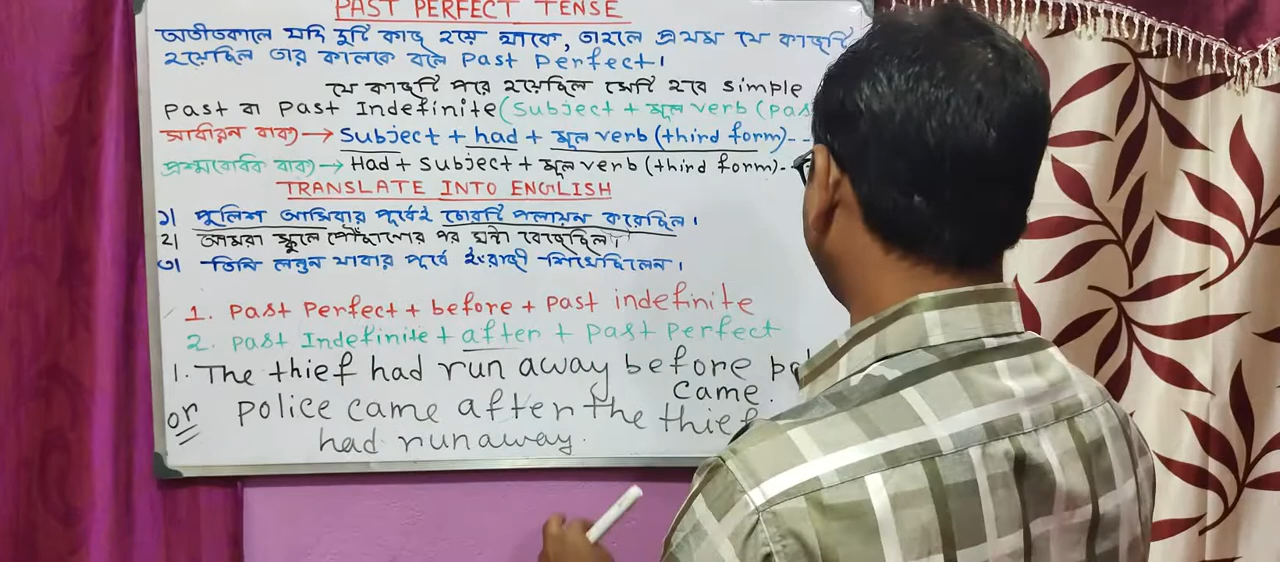 PAST PERFECT TENSE
অতীতকালে যদি দুটি কাজ হয়ে থাকে, তাহলে প্রথম যে কাজটি
হয়েছিল তার কালকে বলে Past Perfect।
যে কাজটি পরে হয়েছিল সেটি হবে Simple
Past বা Past Indefinite (Subject + মূল verb (pas
সাধারন বাক্য → Subject + had + মূল verb (third form)--
প্রশ্নবোধক বাক্য → Had + Subject + মূল verb (third form)--
TRANSLATE INTO ENGLISH
১। পুলিশ আসিবার পূর্বেই চোরটি পলায়ন করেছিল।
২। আমরা স্কুলে পৌঁছানোর পর ঘন্টা বেজেছিল।
৩। তিনি লন্ডন যাবার পূর্বে ইংরাজী শিখেছিলেন।
1. Past Perfect + before + Past indefinite
2. Past Indefinite + after + Past Perfect
1. The thief had run away before po
came.
or Police came after the thief
had run away.